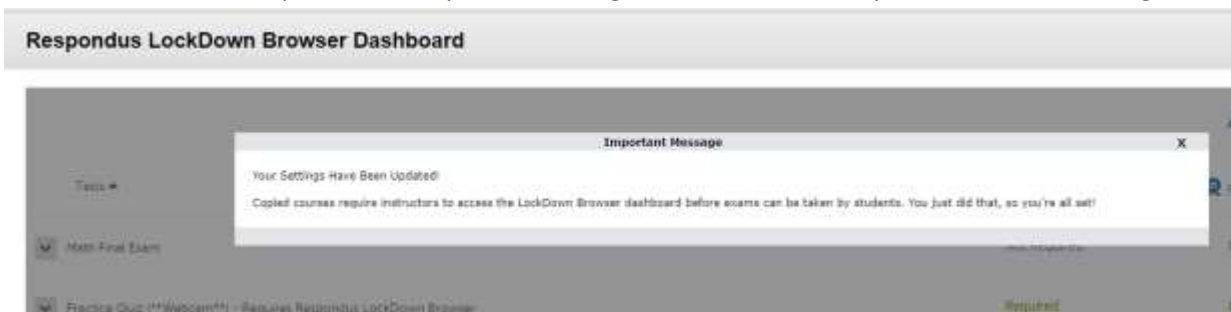 Respondus LockDown Browser Dashboard
Important Message X
Your Settings Have Been Updated!
Copied courses require instructors to access the LockDown Browser dashboard before exams can be taken by students. You just did that, so you're all set!
Tests
Math Final Exam
Practice Quiz (**Webcam**) - Requires Respondus LockDown Browser
Required